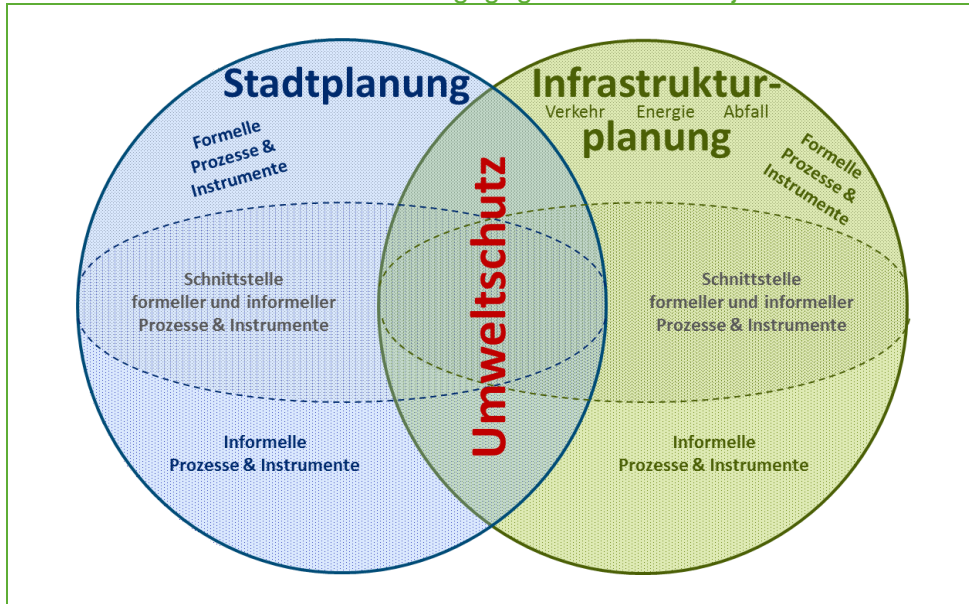 Stadtplanung
Formelle
Prozesse &
Instrumente
Schnittstelle
formeller und informeller
Prozesse & Instrumente
Informelle
Prozesse & Instrumente
Umweltschutz
Infrastruktur-
Verkehr Energie Abfall
planung
Formelle
Prozesse &
Instrumente
Schnittstelle
formeller und informeller
Prozesse & Instrumente
Informelle
Prozesse & Instrumente